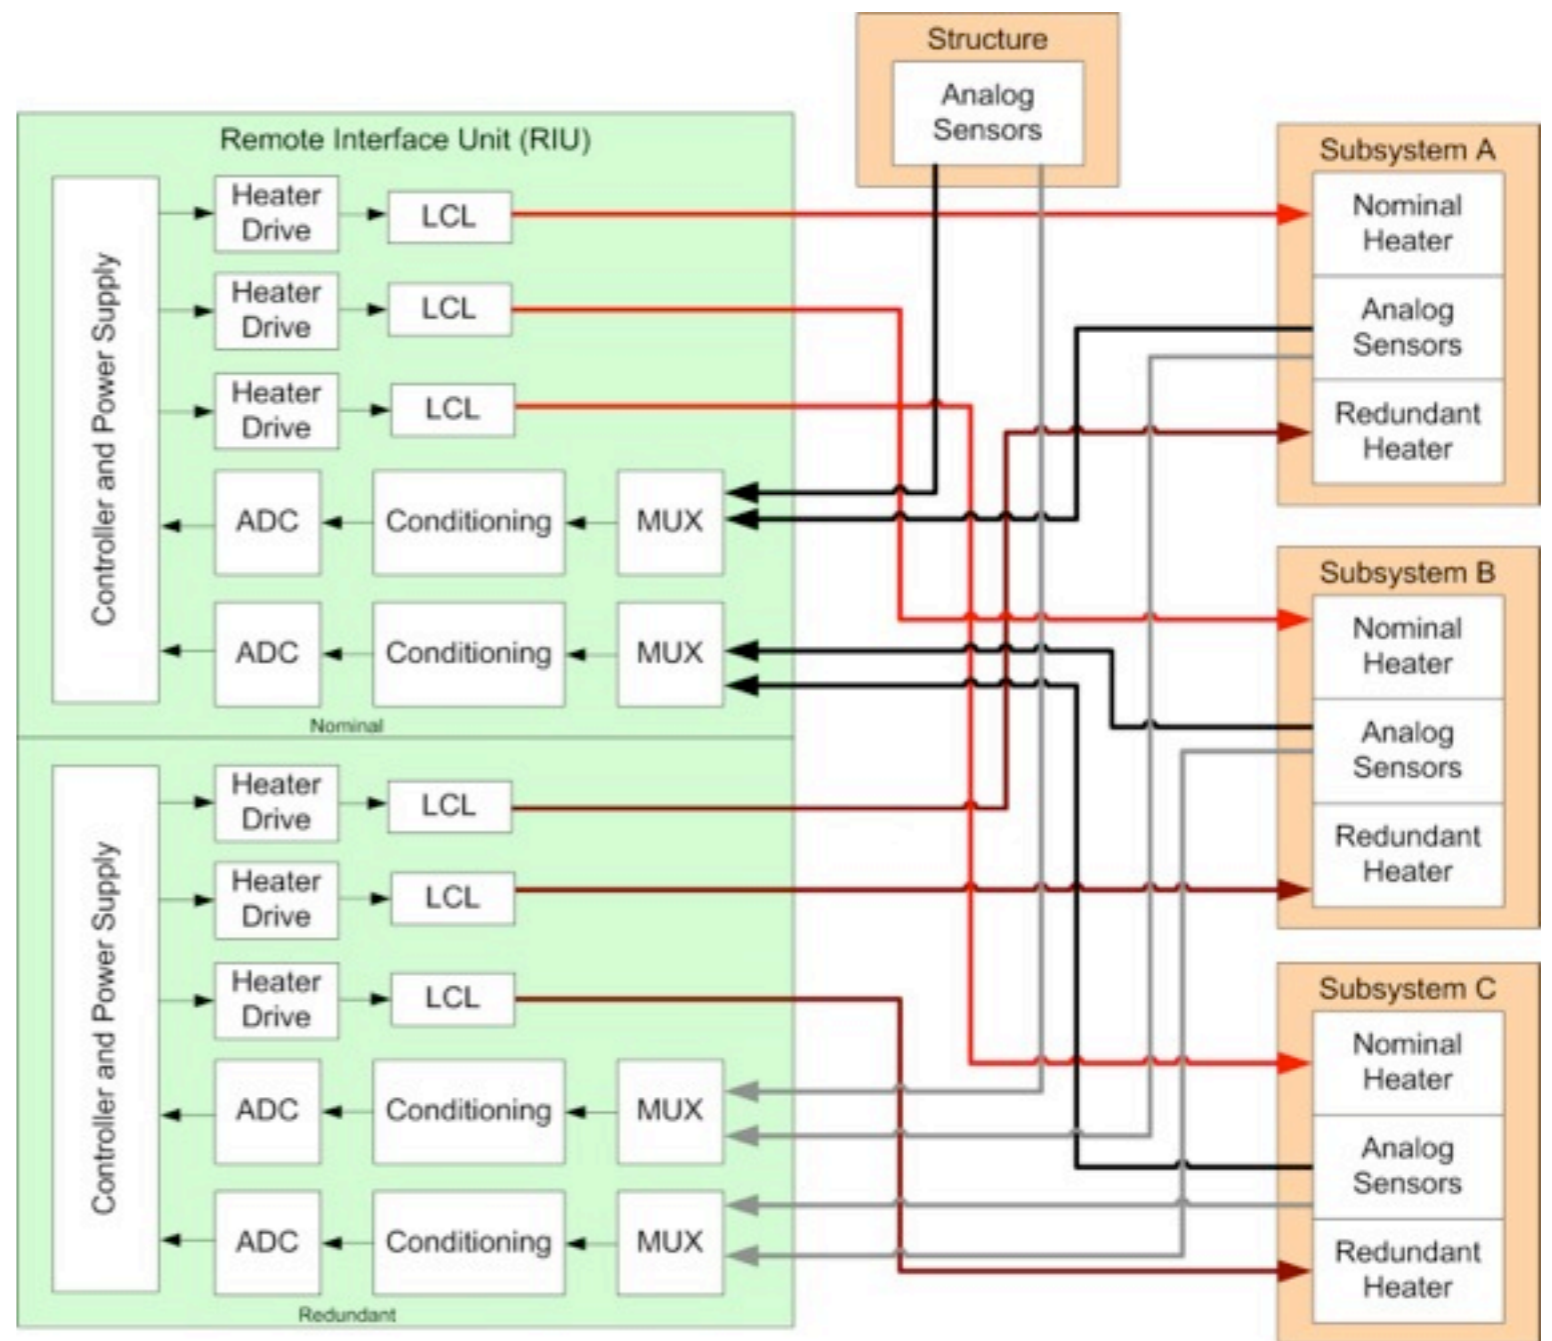 Structure
Analog
Sensors
Remote Interface Unit (RIU)
Controller and Power Supply
Heater
Drive
LCL
Heater
Drive
LCL
Heater
Drive
LCL
ADC
Conditioning
MUX
ADC
Conditioning
MUX
Nominal
Controller and Power Supply
Heater
Drive
LCL
Heater
Drive
LCL
Heater
Drive
LCL
ADC
Conditioning
MUX
ADC
Conditioning
MUX
Redundant
Subsystem A
Nominal
Heater
Analog
Sensors
Redundant
Heater
Subsystem B
Nominal
Heater
Analog
Sensors
Redundant
Heater
Subsystem C
Nominal
Heater
Analog
Sensors
Redundant
Heater